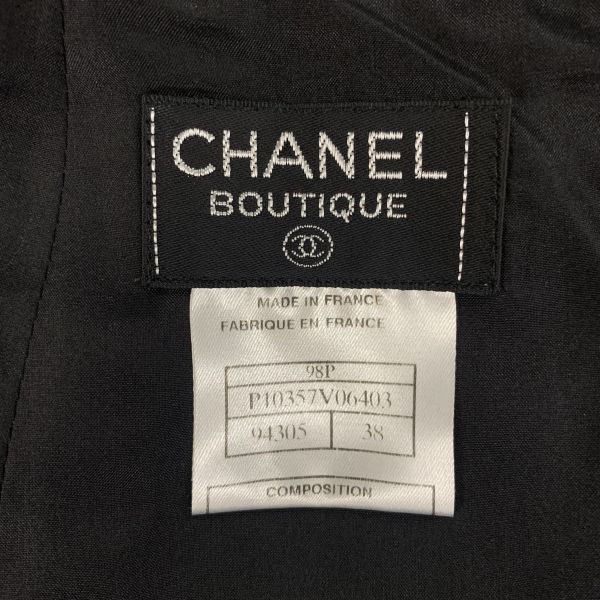 CHANEL
BOUTIQUE
MADE IN FRANCE
FABRIQUE EN FRANCE
98P
P10357V06403
94305 38
COMPOSITION